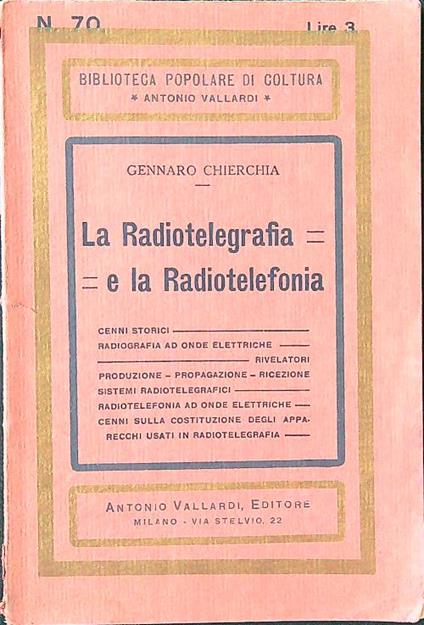 N. 70
Lire 3
BIBLIOTECA POPOLARE DI COLTURA
* ANTONIO VALLARDI *
GENNARO CHIERCHIA
La Radiotelegrafia =
= e la Radiotelefonia
CENNI STORICI
RADIOGRAFIA AD ONDE ELETTRICHE
RIVELATORI
PRODUZIONE – PROPAGAZIONE – RICEZIONE
SISTEMI RADIOTELEGRAFICI
RADIOTELEFONIA AD ONDE ELETTRICHE
CENNI SULLA COSTITUZIONE DEGLI APPA-
RECCHI USATI IN RADIOTELEGRAFIA
ANTONIO VALLARDI, EDITORE
MILANO - VIA STELVIO, 22